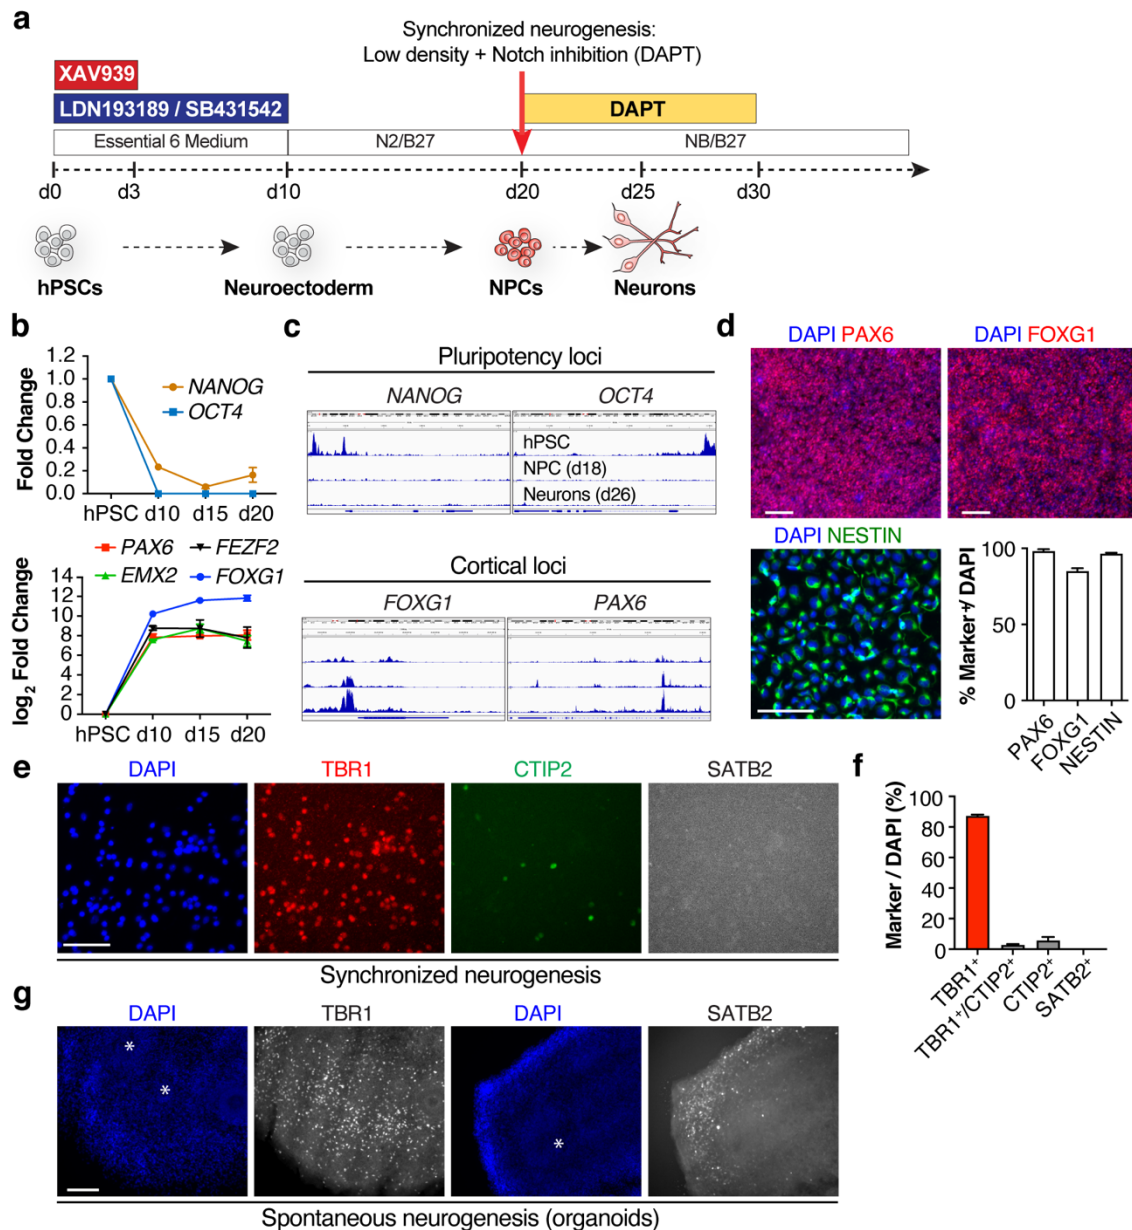 a
Synchronized neurogenesis:
Low density + Notch inhibition (DAPT)
XAV939
LDN193189 / SB431542
DAPT
Essential 6 Medium
N2/B27
NB/B27
d0
d3
d10
d20
d25
d30
hPSCs
Neuroectoderm
NPCs
Neurons
b
Fold Change
1.2
1.0
0.8
0.6
0.4
0.2
0.0
NANOG
OCT4
hPSC d10 d15 d20
PAX6
FEZF2
EMX2
FOXG1
log2 Fold Change
14
12
10
8
6
4
2
0
hPSC d10 d15 d20
c
Pluripotency loci
NANOG
OCT4
hPSC
NPC (d18)
Neurons (d26)
Cortical loci
FOXG1
PAX6
d
DAPI PAX6
DAPI FOXG1
DAPI NESTIN
% Marker+/ DAPI
100
50
0
PAX6
FOXG1
NESTIN
e
DAPI
TBR1
CTIP2
SATB2
Synchronized neurogenesis
f
Marker / DAPI (%)
100
80
60
40
20
0
TBR1+
TBR1+/CTIP2+
CTIP2+
SATB2+
g
DAPI
TBR1
DAPI
SATB2
*
*
*
Spontaneous neurogenesis (organoids)